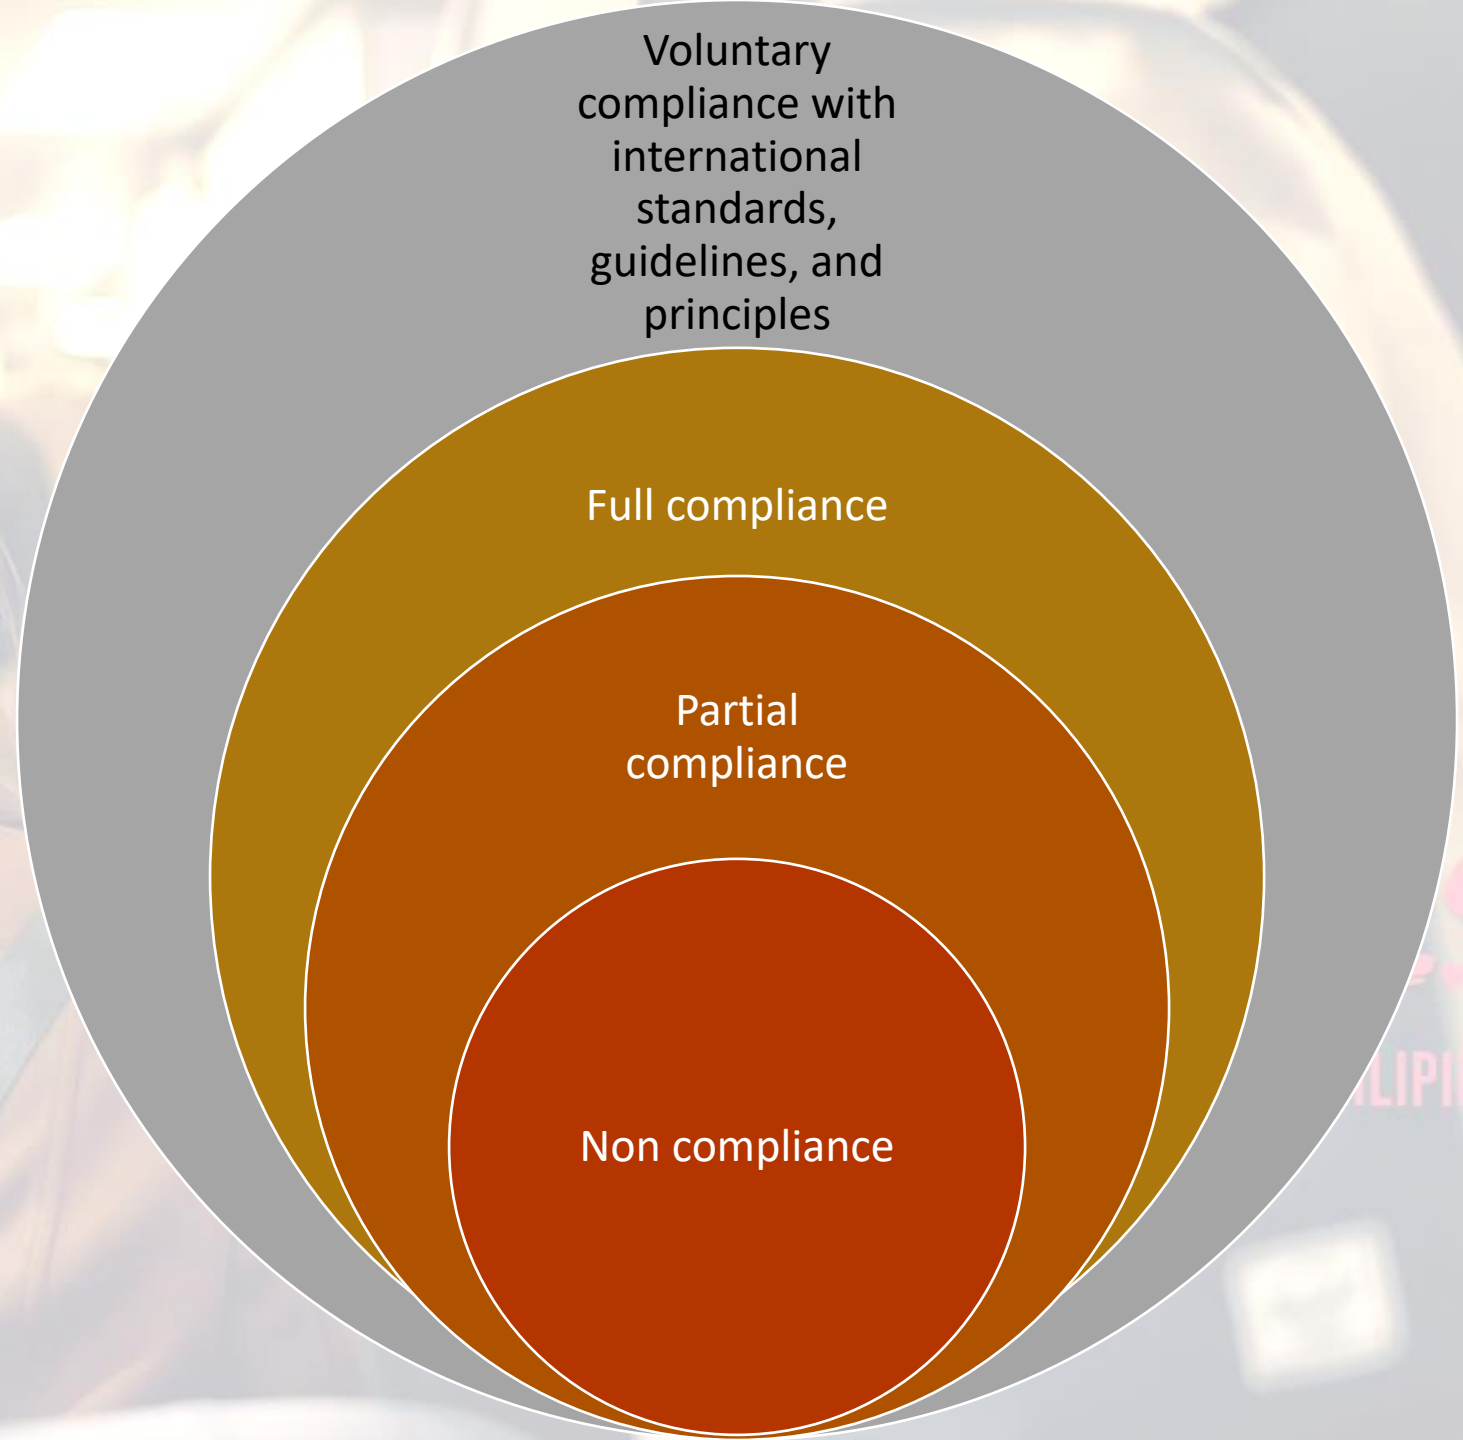 Voluntary
compliance with
international
standards,
guidelines, and
principles
Full compliance
Partial
compliance
Non compliance